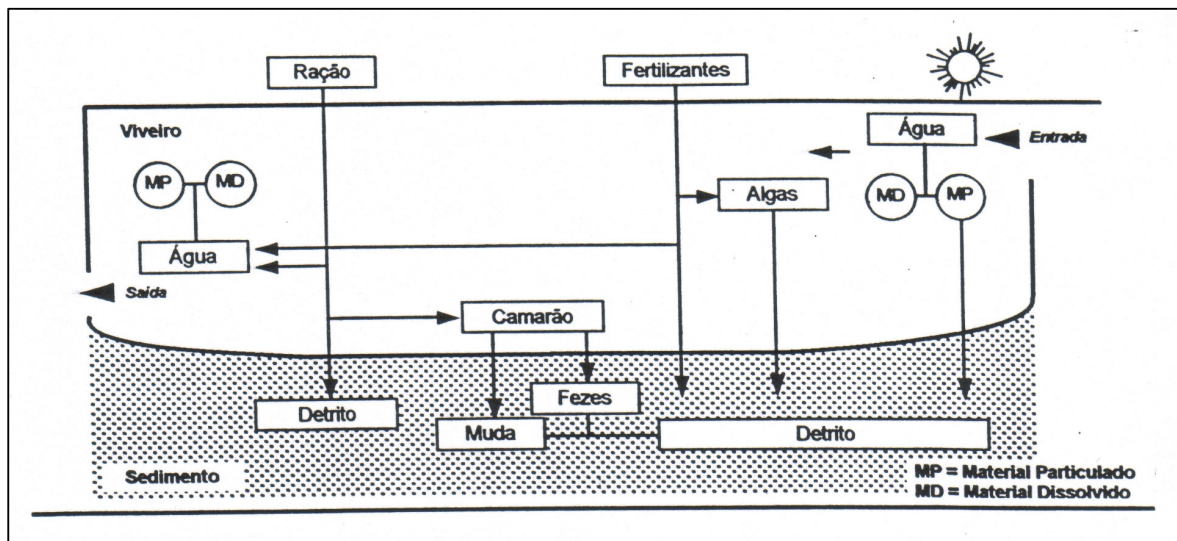 Ração
Fertilizantes
Viveiro
Água
Entrada
MP
MD
Algas
MD
MP
Água
Saída
Camarão
Fezes
Detrito
Muda
Detrito
Sedimento
MP = Material Particulado
MD = Material Dissolvido